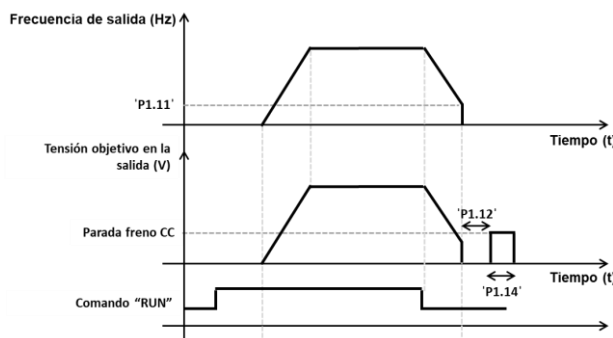 Frecuencia de salida (Hz)
'P1.11'
Tiempo (t)
Tensión objetivo en la
salida (V)
'P1.12'
Parada freno CC
Tiempo (t)
'P1.14'
Comando “RUN”